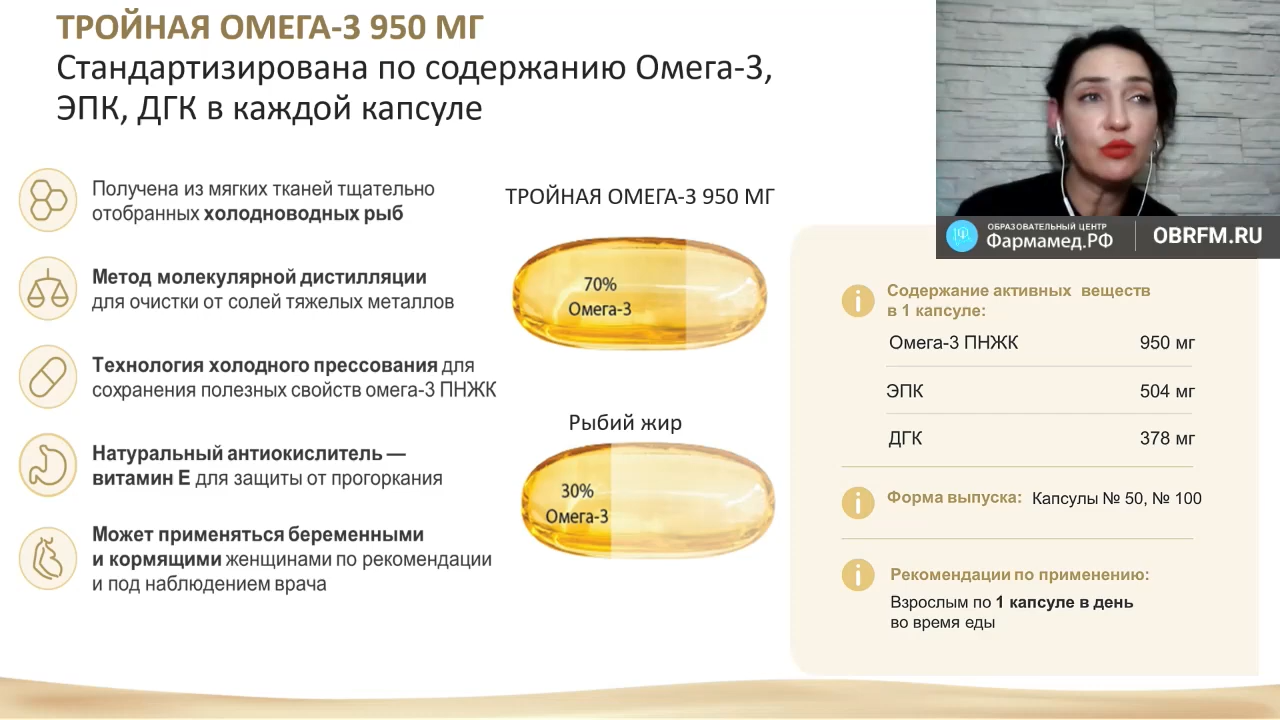 ТРОЙНАЯ ОМЕГА-3 950 МГ
Стандартизирована по содержанию Омега-3,
ЭПК, ДГК в каждой капсуле
Получена из мягких тканей тщательно
отобранных холодноводных рыб
Метод молекулярной дистилляции
для очистки от солей тяжелых металлов
Технология холодного прессования для
сохранения полезных свойств омега-3 ПНЖК
Натуральный антиокислитель —
витамин Е для защиты от прогоркания
Может применяться беременными
и кормящими женщинами по рекомендации
и под наблюдением врача
ТРОЙНАЯ ОМЕГА-3 950 МГ
70%
Омега-3
Рыбий жир
30%
Омега-3
ОБРАЗОВАТЕЛЬНЫЙ ЦЕНТР
Фармамед.РФ
OBRFM.RU
Содержание активных веществ
в 1 капсуле:
Омега-3 ПНЖК 950 мг
ЭПК 504 мг
ДГК 378 мг
Форма выпуска: Капсулы № 50, № 100
Рекомендации по применению:
Взрослым по 1 капсуле в день
во время еды